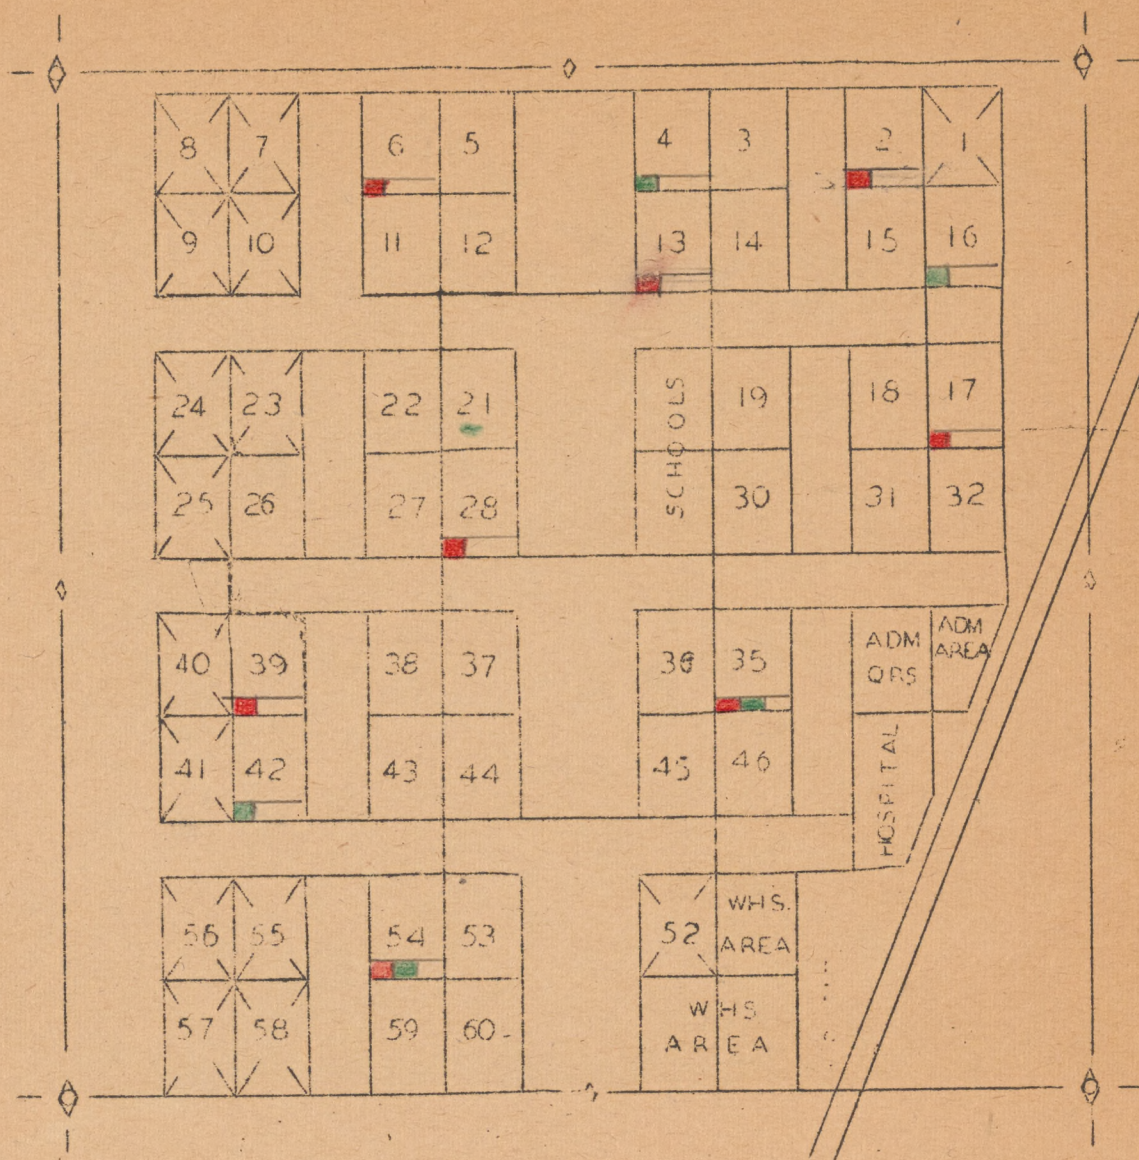 8 7 6 5 4 3 2 1
9 10 11 12 13 14 15 16
24 23 22 21 SCHOOLS 19 18 17
25 26 27 28 30 31 32
40 39 38 37 36 35 ADM QRS ADM AREA
41 42 43 44 45 46 HOSPITAL
56 55 54 53 52 WHS. AREA
57 58 59 60 WHS AREA